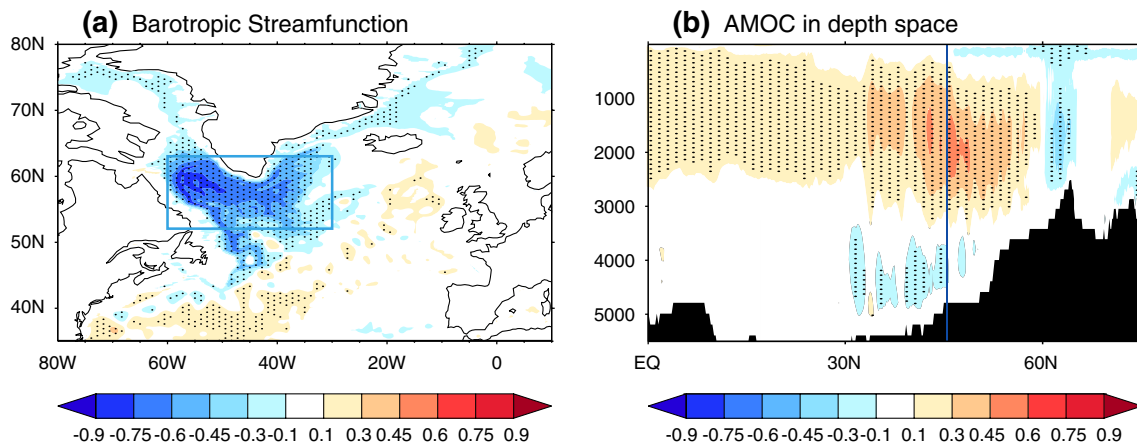 (a) Barotropic Streamfunction
80N
70N
60N
50N
40N
80W 60W 40W 20W 0
-0.9 -0.75 -0.6 -0.45 -0.3 -0.1 0.1 0.3 0.45 0.6 0.75 0.9
(b) AMOC in depth space
1000
2000
3000
4000
5000
EQ 30N 60N
-0.9 -0.75 -0.6 -0.45 -0.3 -0.1 0.1 0.3 0.45 0.6 0.75 0.9